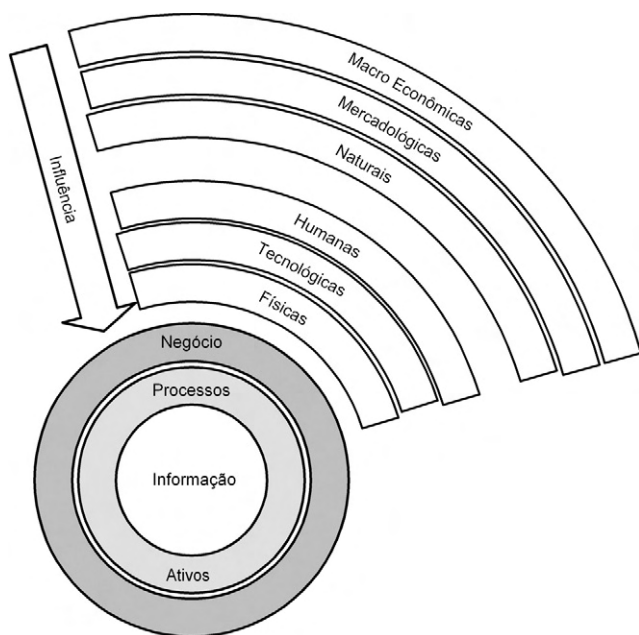 Macro Econômicas
Mercadológicas
Naturais
Humanas
Tecnológicas
Físicas
Influência
Negócio
Processos
Informação
Ativos